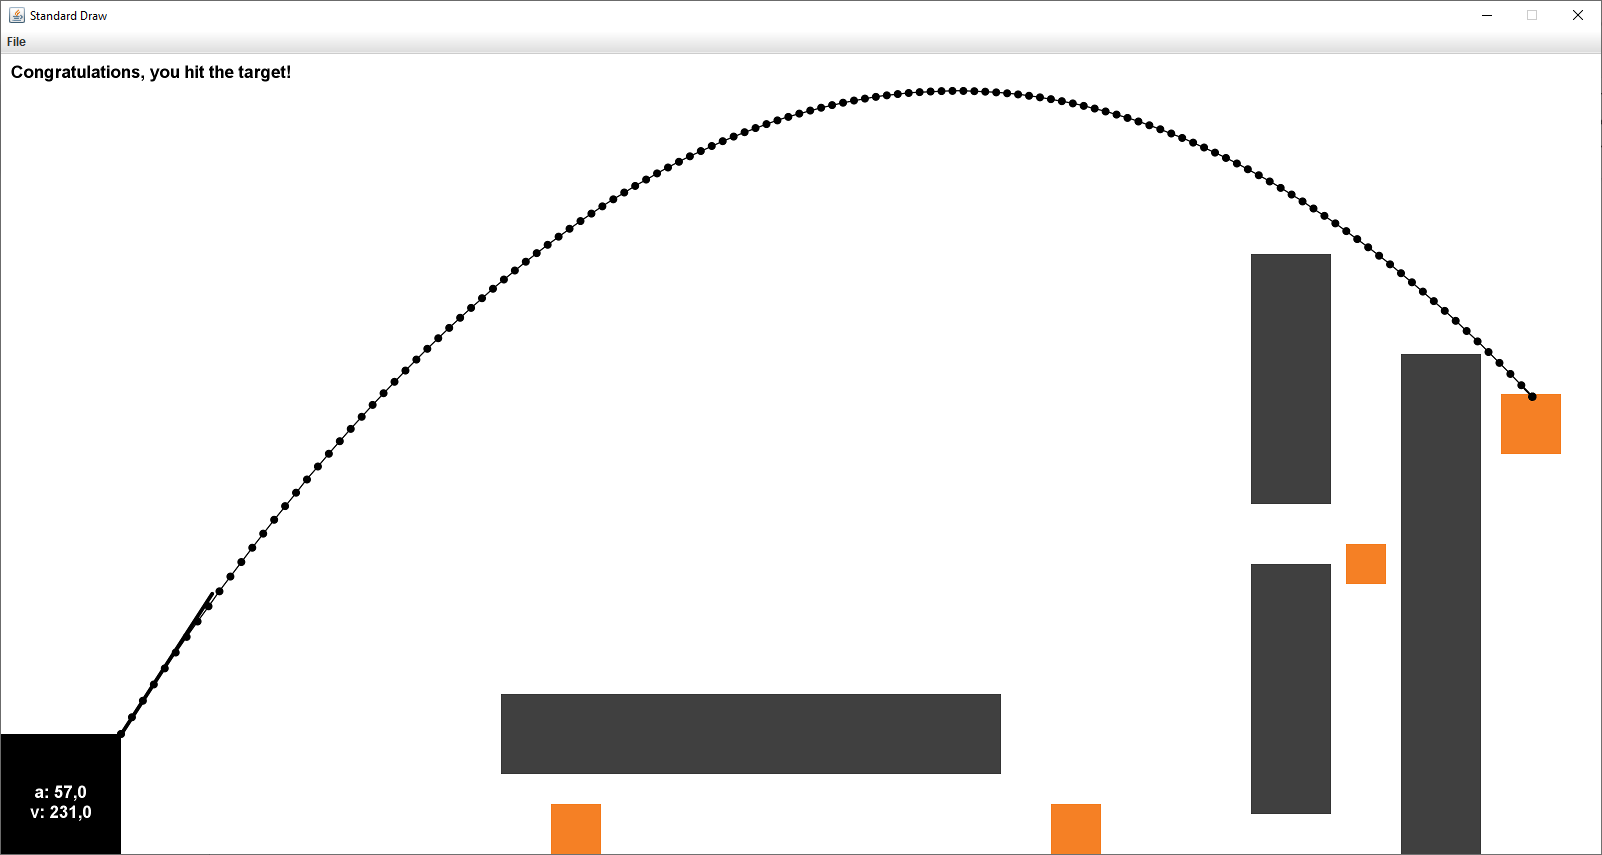 Standard Draw
File
Congratulations, you hit the target!
a: 57,0
v: 231,0